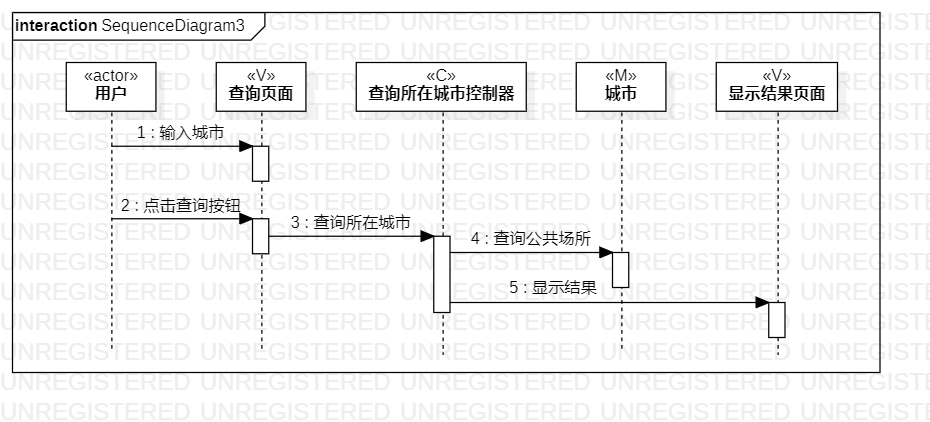 interaction SequenceDiagram3
«actor»
用户
«V»
查询页面
«C»
查询所在城市控制器
«M»
城市
«V»
显示结果页面
1 : 输入城市
2 : 点击查询按钮
3 : 查询所在城市
4 : 查询公共场所
5 : 显示结果
UNREGISTERED UNREGISTERED UNREGISTERED UNREGISTERED UNREGISTE